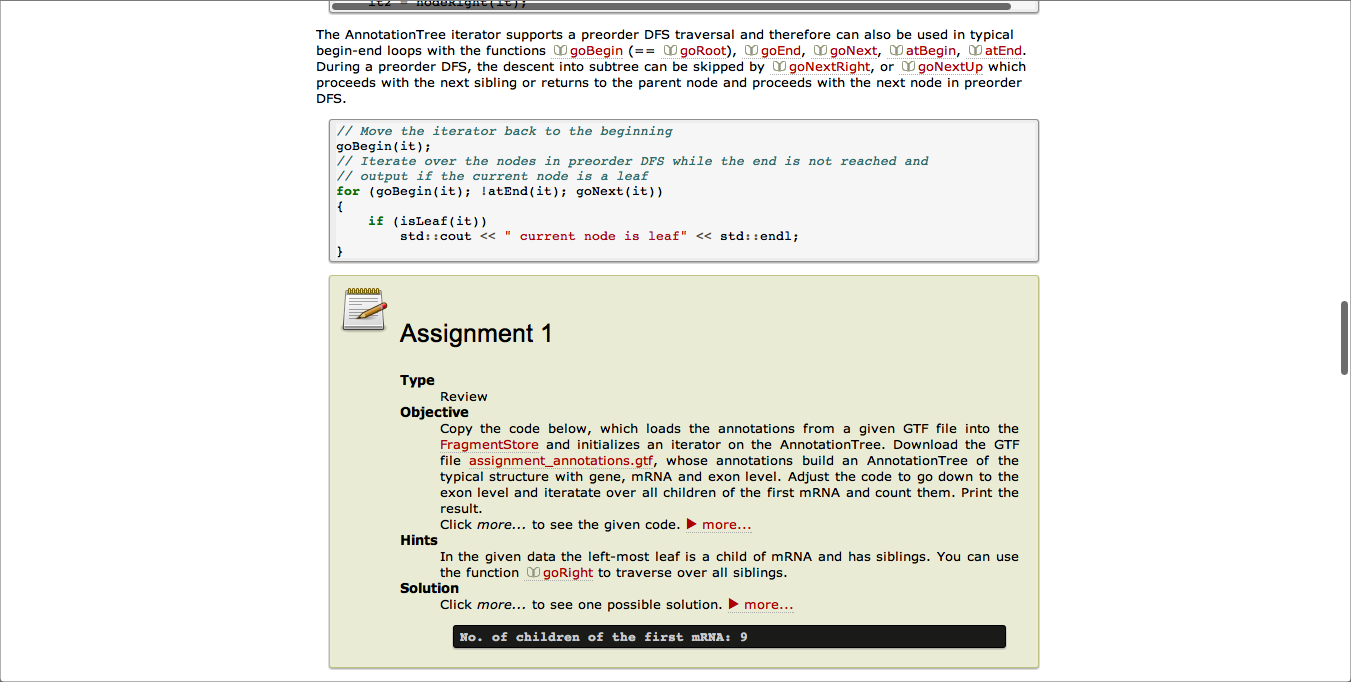 it2 = nodeRight(it);
The AnnotationTree iterator supports a preorder DFS traversal and therefore can also be used in typical
begin-end loops with the functions goBegin (== goRoot), goEnd, goNext, atBegin, atEnd.
During a preorder DFS, the descent into subtree can be skipped by goNextRight, or goNextUp which
proceeds with the next sibling or returns to the parent node and proceeds with the next node in preorder
DFS.
// Move the iterator back to the beginning
goBegin(it);
// Iterate over the nodes in preorder DFS while the end is not reached and
// output if the current node is a leaf
for (goBegin(it); !atEnd(it); goNext(it))
{
    if (isLeaf(it))
        std::cout << " current node is leaf" << std::endl;
}
Assignment 1
Type
Review
Objective
Copy the code below, which loads the annotations from a given GTF file into the
FragmentStore and initializes an iterator on the AnnotationTree. Download the GTF
file assignment_annotations.gtf, whose annotations build an AnnotationTree of the
typical structure with gene, mRNA and exon level. Adjust the code to go down to the
exon level and iteratate over all children of the first mRNA and count them. Print the
result.
Click more... to see the given code. ▶ more...
Hints
In the given data the left-most leaf is a child of mRNA and has siblings. You can use
the function goRight to traverse over all siblings.
Solution
Click more... to see one possible solution. ▶ more...
No. of children of the first mRNA: 9